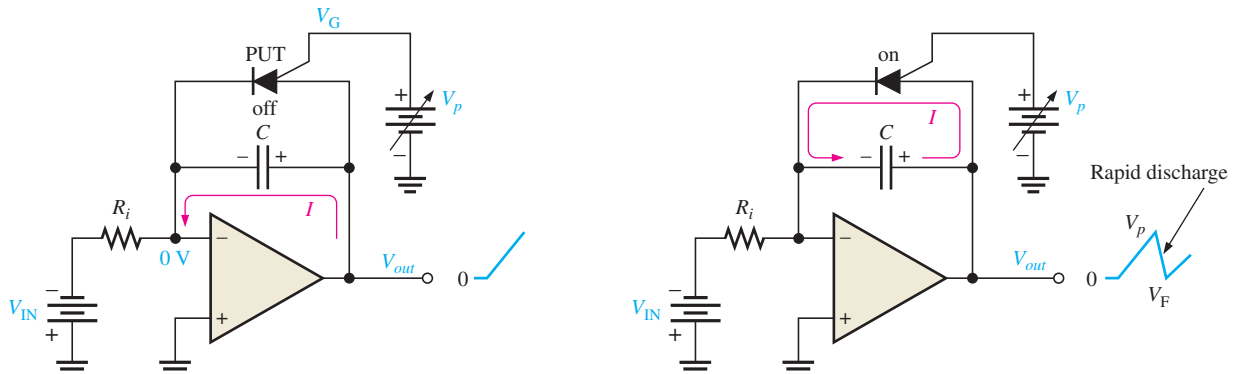 V_G
PUT
off
+
V_p
−
C
− +
I
R_i
−
0 V
V_out
0
−
V_IN
+
+
on
+
V_p
−
I
C
− +
Rapid discharge
R_i
V_p
−
V_out
0
V_F
−
V_IN
+
+